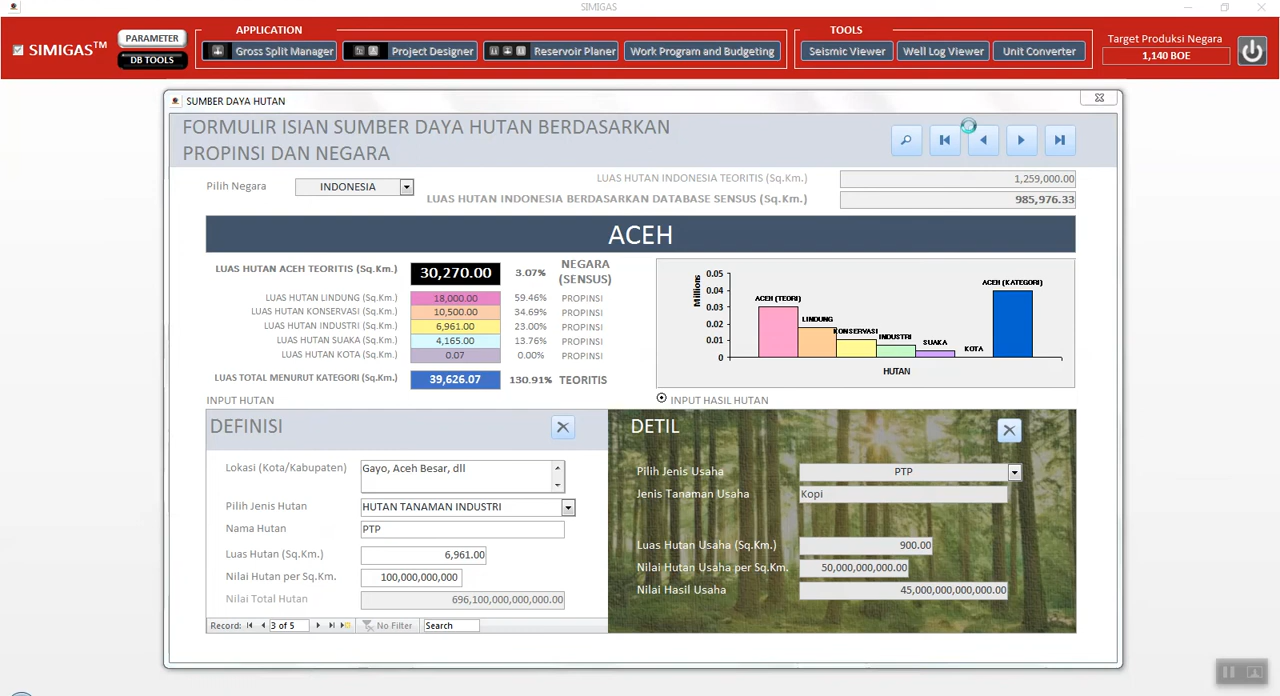 SIMIGAS
SIMIGAS™
PARAMETER
DB TOOLS
APPLICATION
Gross Split Manager
Project Designer
Reservoir Planer
Work Program and Budgeting
TOOLS
Seismic Viewer
Well Log Viewer
Unit Converter
Target Produksi Negara
1,140 BOE
SUMBER DAYA HUTAN
FORMULIR ISIAN SUMBER DAYA HUTAN BERDASARKAN
PROPINSI DAN NEGARA
Pilih Negara INDONESIA
LUAS HUTAN INDONESIA TEORITIS (Sq.Km.) 1,259,000.00
LUAS HUTAN INDONESIA BERDASARKAN DATABASE SENSUS (Sq.Km.) 985,976.33
ACEH
LUAS HUTAN ACEH TEORITIS (Sq.Km.) 30,270.00 3.07% NEGARA
(SENSUS)
LUAS HUTAN LINDUNG (Sq.Km.) 18,000.00 59.46% PROPINSI
LUAS HUTAN KONSERVASI (Sq.Km.) 10,500.00 34.69% PROPINSI
LUAS HUTAN INDUSTRI (Sq.Km.) 6,961.00 23.00% PROPINSI
LUAS HUTAN SUAKA (Sq.Km.) 4,165.00 13.76% PROPINSI
LUAS HUTAN KOTA (Sq.Km.) 0.07 0.00% PROPINSI
LUAS TOTAL MENURUT KATEGORI (Sq.Km.) 39,626.07 130.91% TEORITIS
Millions
0.05
0.04
0.03
0.02
0.01
0
ACEH (TEORI)
LINDUNG
KONSERVASI
INDUSTRI
SUAKA
KOTA
ACEH (KATEGORI)
HUTAN
INPUT HUTAN
INPUT HASIL HUTAN
DEFINISI
Lokasi (Kota/Kabupaten) Gayo, Aceh Besar, dll
Pilih Jenis Hutan HUTAN TANAMAN INDUSTRI
Nama Hutan PTP
Luas Hutan (Sq.Km.) 6,961.00
Nilai Hutan per Sq.Km. 100,000,000,000
Nilai Total Hutan 696,100,000,000,000.00
Record: 3 of 5 No Filter Search
DETIL
Pilih Jenis Usaha PTP
Jenis Tanaman Usaha Kopi
Luas Hutan Usaha (Sq.Km.) 900.00
Nilai Hutan Usaha per Sq.Km. 50,000,000,000.00
Nilai Hasil Usaha 45,000,000,000,000.00